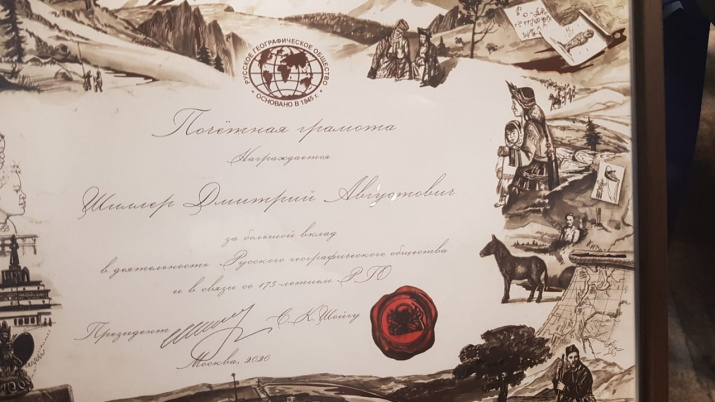 РУССКОЕ ГЕОГРАФИЧЕСКОЕ ОБЩЕСТВО
ОСНОВАНО В 1845 г.
Почётная грамота
Награждается
Шиллер Дмитрий Августович
за большой вклад
в деятельность Русского географического общества
и в связи со 175-летием РГО
Президент С.К.Шойгу
Москва, 2020